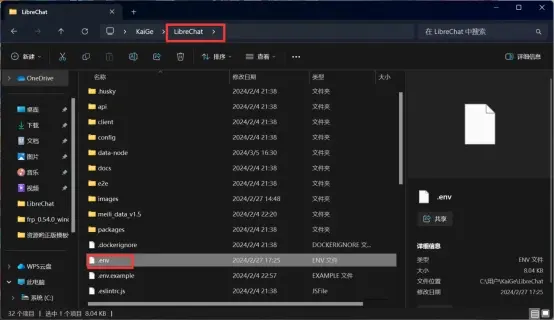 LibreChat
KaiGe > LibreChat >
在 LibreChat 中搜索
新建
排序
查看
详细信息
名称 修改日期 类型 大小
OneDrive
桌面
下载
文档
图片
音乐
视频
LibreChat
frp_0.54.0_wind
WPS云盘
此电脑
系统 (C:)
.husky 2024/2/4 21:38 文件夹
api 2024/2/4 21:38 文件夹
client 2024/2/4 21:38 文件夹
config 2024/2/4 21:38 文件夹
data-node 2024/3/5 16:30 文件夹
docs 2024/2/4 21:38 文件夹
e2e 2024/2/4 21:38 文件夹
images 2024/2/27 14:48 文件夹
meili_data_v1.5 2024/2/4 22:20 文件夹
packages 2024/2/4 21:38 文件夹
.dockerignore 2024/2/4 21:38 DOCKERIGNORE 文...
.env 2024/2/27 17:25 ENV 文件
.env.example 2024/2/4 22:57 EXAMPLE 文件
.eslintrc.js 2024/2/4 21:38 JSFile
.env
共享
详细信息
类型 ENV 文件
大小 8.04 KB
文件位置 C:\用户\KaiGe\LibreChat
修改日期 2024/2/27 17:25
32 个项目 选中 1 个项目 8.04 KB